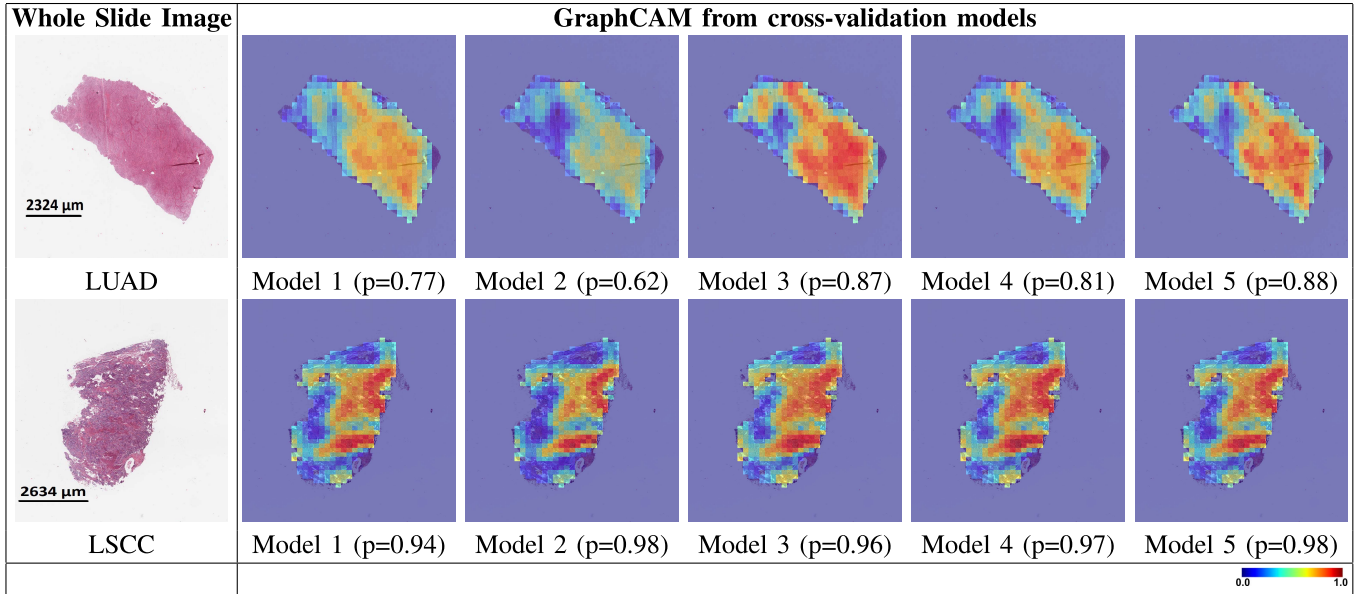 Whole Slide Image GraphCAM from cross-validation models
2324 µm
LUAD Model 1 (p=0.77) Model 2 (p=0.62) Model 3 (p=0.87) Model 4 (p=0.81) Model 5 (p=0.88)
2634 µm
LSCC Model 1 (p=0.94) Model 2 (p=0.98) Model 3 (p=0.96) Model 4 (p=0.97) Model 5 (p=0.98)
0.0 1.0